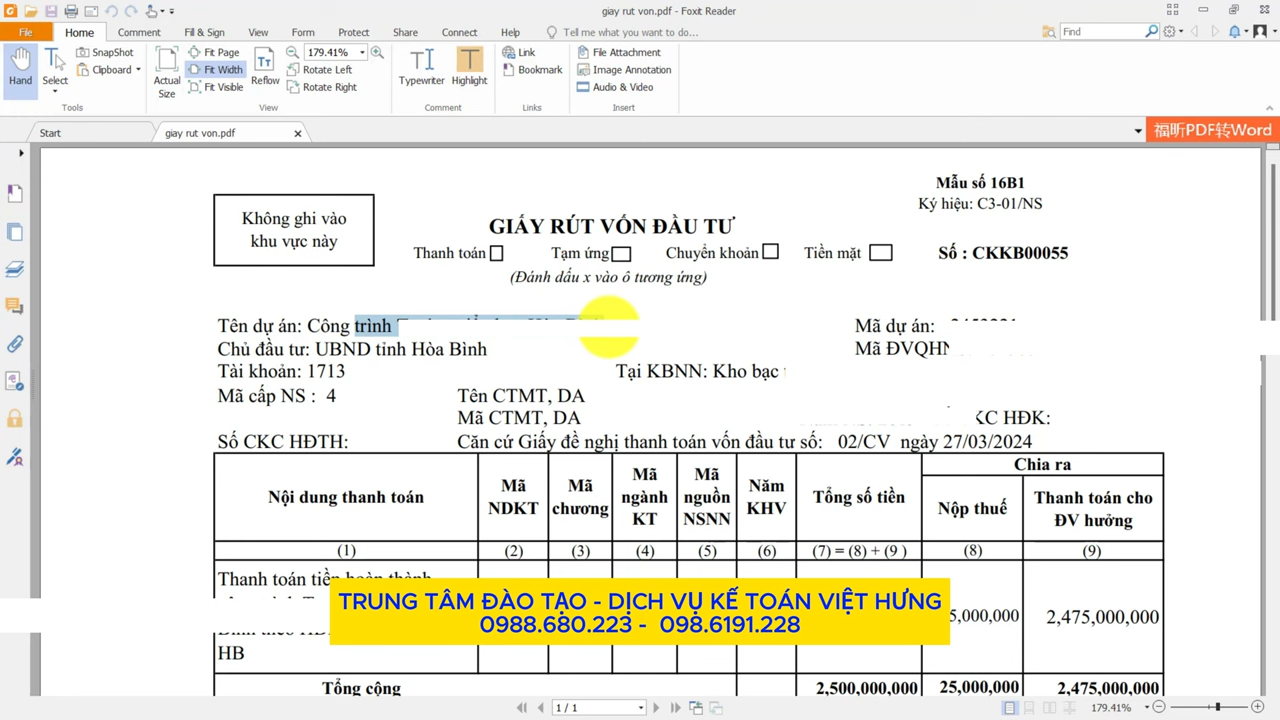 giay rut von.pdf - Foxit Reader
File Home Comment Fill & Sign View Form Protect Share Connect Help Tell me what you want to do... Find
Hand
Select
SnapShot
Clipboard
Tools
Actual Size
Fit Page
Fit Width
Fit Visible
Reflow
179.41%
Rotate Left
Rotate Right
View
Typewriter
Highlight
Comment
Link
Bookmark
Links
File Attachment
Image Annotation
Audio & Video
Insert
Start
giay rut von.pdf
福昕PDF转Word
Không ghi vào
khu vực này
Mẫu số 16B1
Ký hiệu: C3-01/NS
GIẤY RÚT VỐN ĐẦU TƯ
Thanh toán Tạm ứng Chuyển khoản Tiền mặt Số : CKKB00055
(Đánh dấu x vào ô tương ứng)
Tên dự án: Công trình Mã dự án:
Chủ đầu tư: UBND tỉnh Hòa Bình Mã ĐVQHN
Tài khoản: 1713 Tại KBNN: Kho bạc
Mã cấp NS : 4 Tên CTMT, DA
Mã CTMT, DA CKC HĐK:
Số CKC HĐTH: Căn cứ Giấy đề nghị thanh toán vốn đầu tư số: 02/CV ngày 27/03/2024
Nội dung thanh toán
Mã NDKT
Mã chương
Mã ngành KT
Mã nguồn NSNN
Năm KHV
Tổng số tiền
Chia ra
Nộp thuế
Thanh toán cho ĐV hưởng
(1) (2) (3) (4) (5) (6) (7) = (8) + (9 ) (8) (9)
Thanh toán tiền hoàn thành
5,000,000 2,475,000,000
HB
TRUNG TÂM ĐÀO TẠO - DỊCH VỤ KẾ TOÁN VIỆT HƯNG
0988.680.223 - 098.6191.228
Tổng cộng 2,500,000,000 25,000,000 2,475,000,000
1 / 1
179.41%